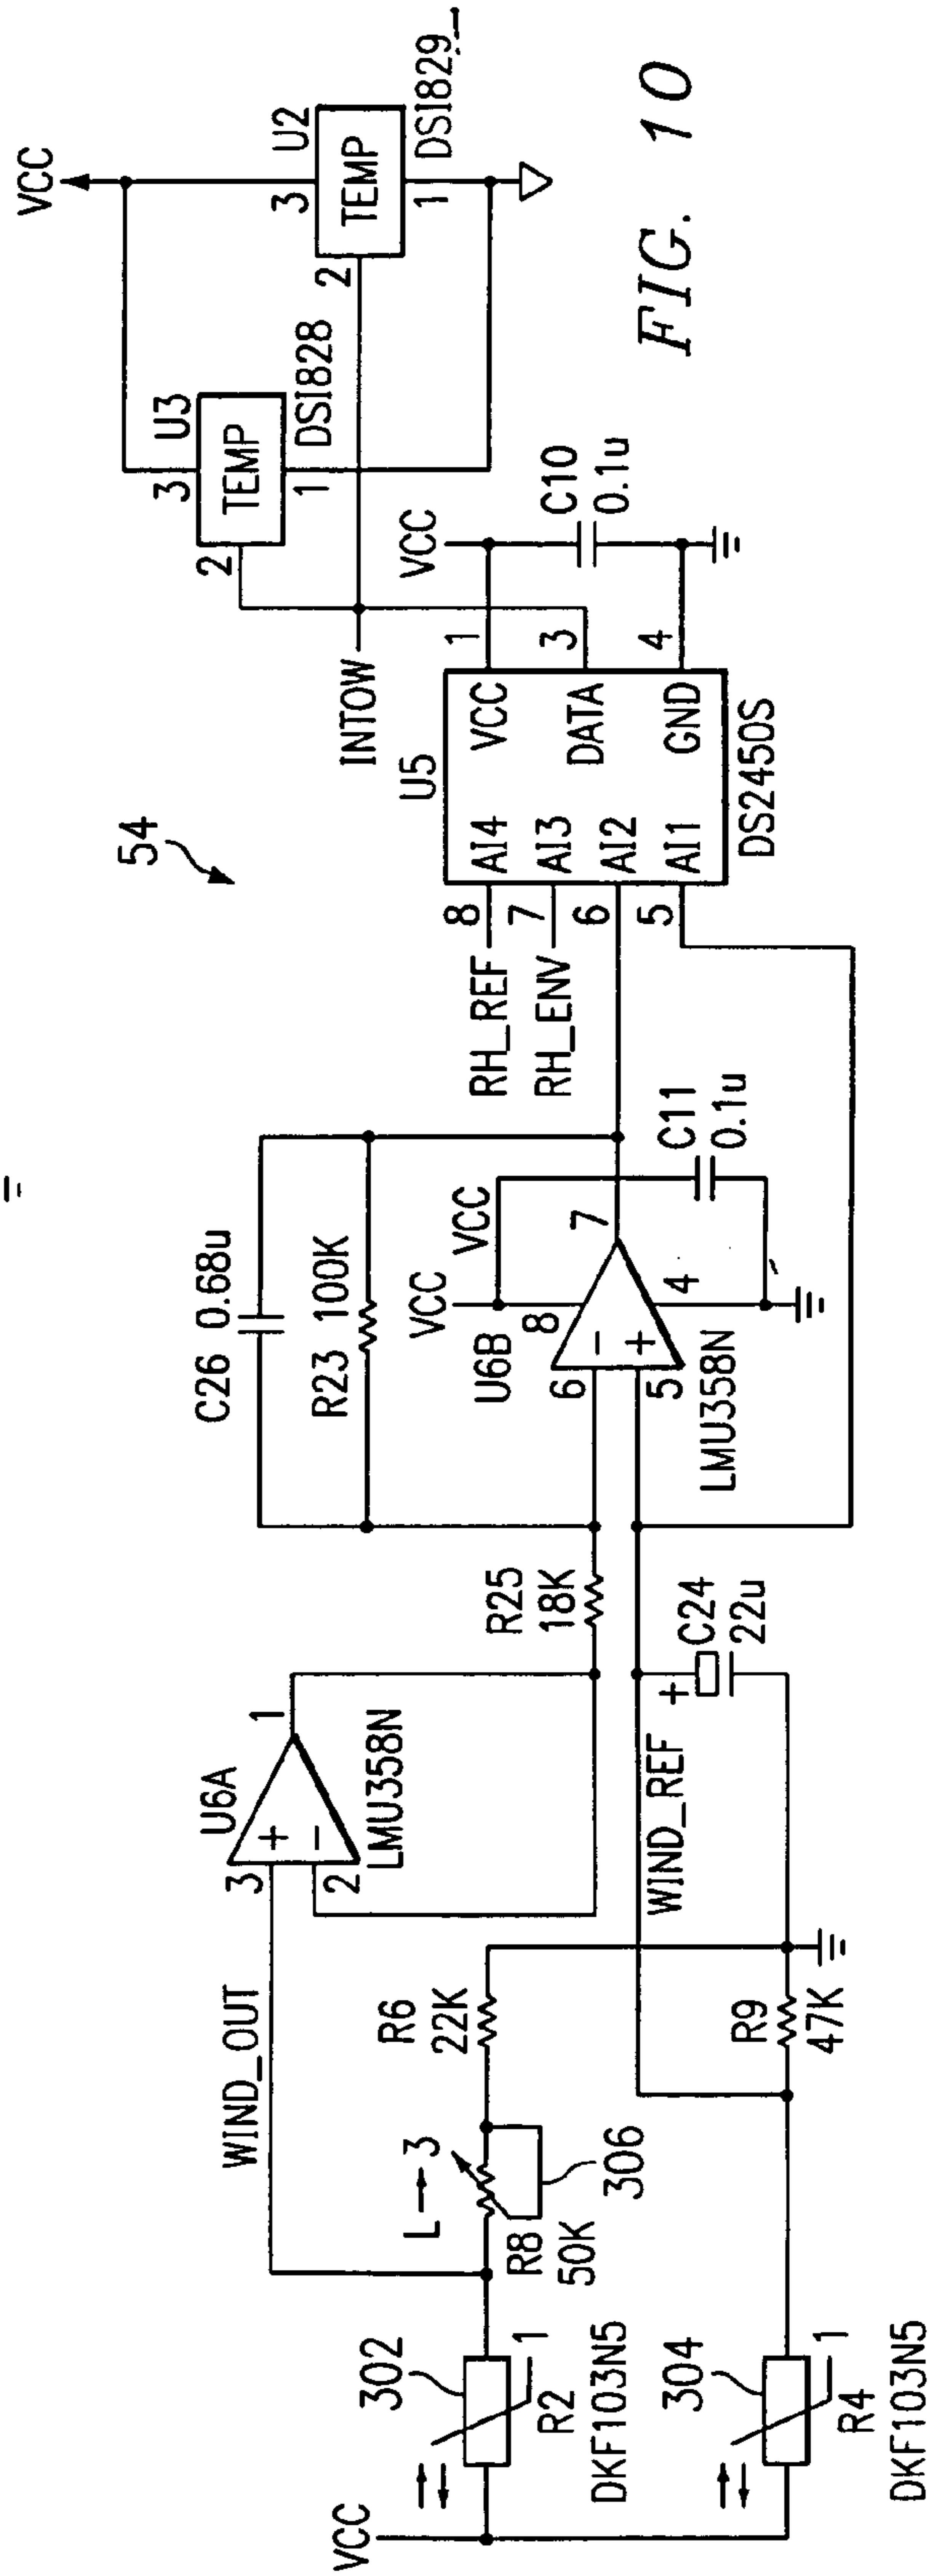 VCC
U2
3
TEMP
2
1
DSI829_
U3
3
TEMP
2
1
DSI828
FIG. 10
54
INTOW
VCC
C10
0.1u
U5
1
VCC
3
DATA
4
GND
8
AI4
7
AI3
6
AI2
5
AI1
DS2450S
RH_REF
RH_ENV
C26 0.68u
R23 100K
VCC
VCC
U6B
8
6
−
+
5
7
4
LMU358N
C11
0.1u
R25
18K
U6A
3
+
−
2
1
LMU358N
WIND_OUT
WIND_REF
+
C24
22u
R6
22K
R9
47K
L
3
R8
50K
306
302
1
R2
DKF103N5
304
1
R4
DKF103N5
VCC